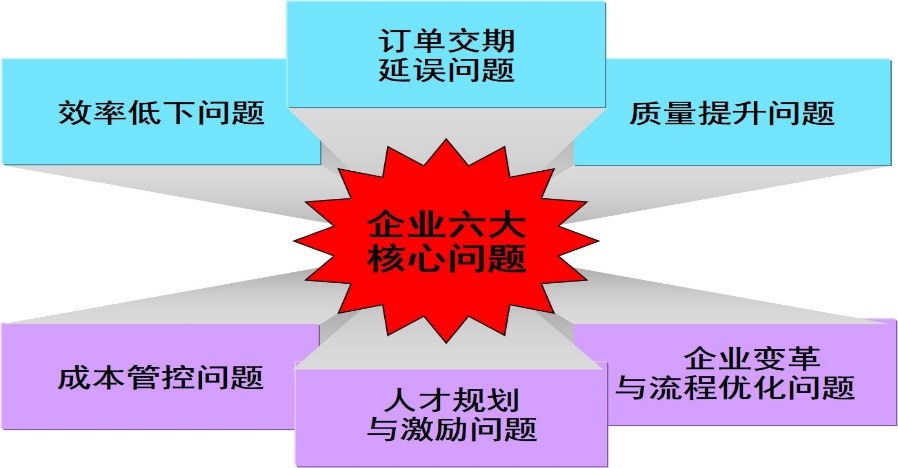 订单交期
延误问题
效率低下问题
质量提升问题
企业六大
核心问题
成本管控问题
人才规划
与激励问题
企业变革
与流程优化问题